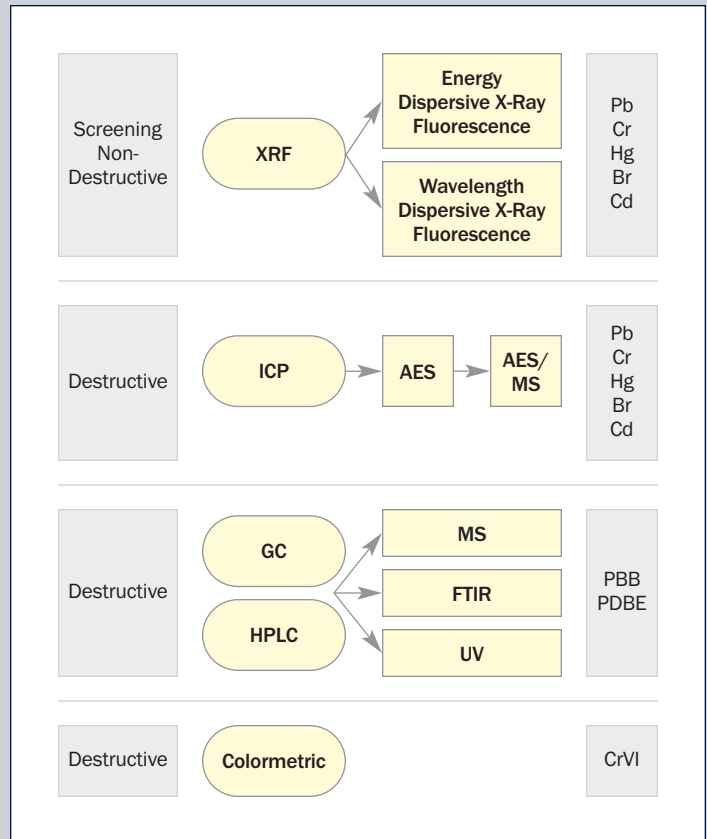 Screening
Non-
Destructive
XRF
Energy
Dispersive X-Ray
Fluorescence
Wavelength
Dispersive X-Ray
Fluorescence
Pb
Cr
Hg
Br
Cd
Destructive
ICP
AES
AES/
MS
Pb
Cr
Hg
Br
Cd
Destructive
GC
HPLC
MS
FTIR
UV
PBB
PDBE
Destructive
Colormetric
CrVI